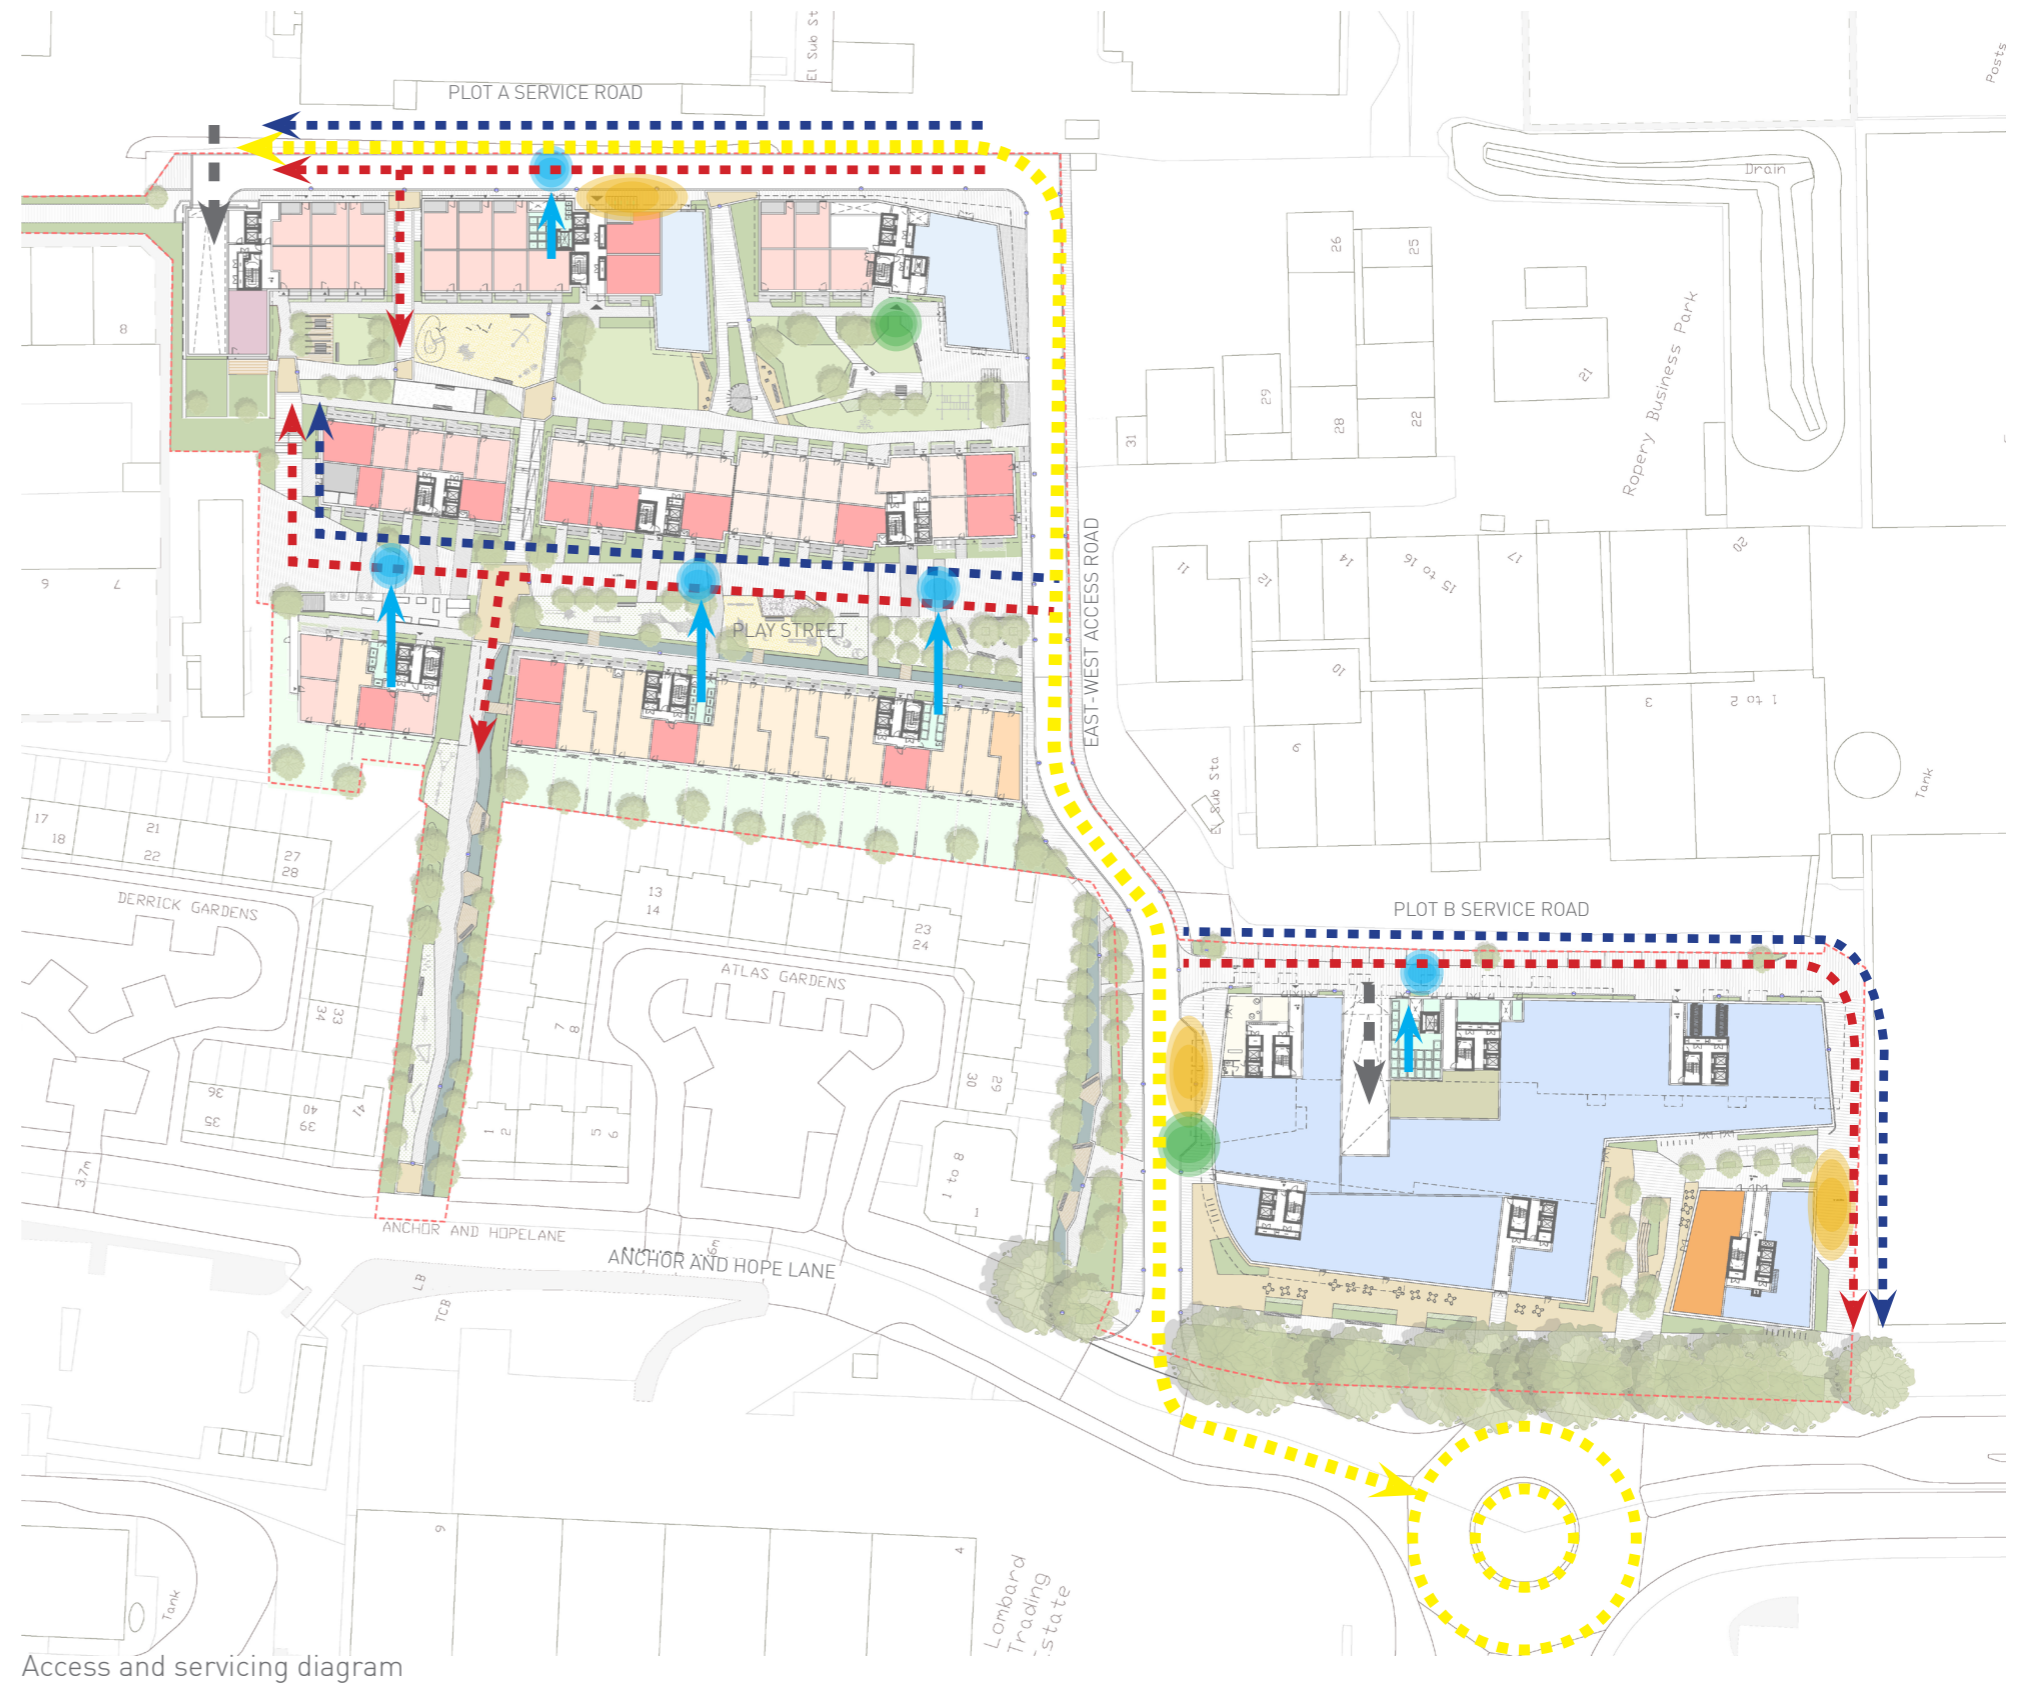 El Sub St
Posts
PLOT A SERVICE ROAD
Drain
26
25
8
21
29
28
22
31
Ropery Business Park
EAST-WEST ACCESS ROAD
11
12
14
15 to 16
17
20
6
7
PLAY STREET
10
3
1 to 2
9
El Sub Sta
Tank
17
18
21
22
27
28
DERRICK GARDENS
13
14
23
24
PLOT B SERVICE ROAD
ATLAS GARDENS
34
33
7
8
30
29
36
35
40
39
41
1
2
5
6
3.7m
1 to 8
1
ANCHOR AND HOPELANE
6m
ANCHOR AND HOPE LANE
LB
TCB
9
4
Lombard
Trading
Estate
Tank
Access and servicing diagram